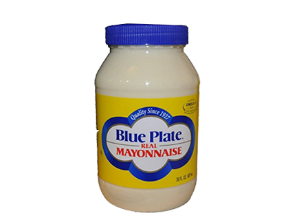 Quality Since 1927
Blue Plate
REAL
MAYONNAISE